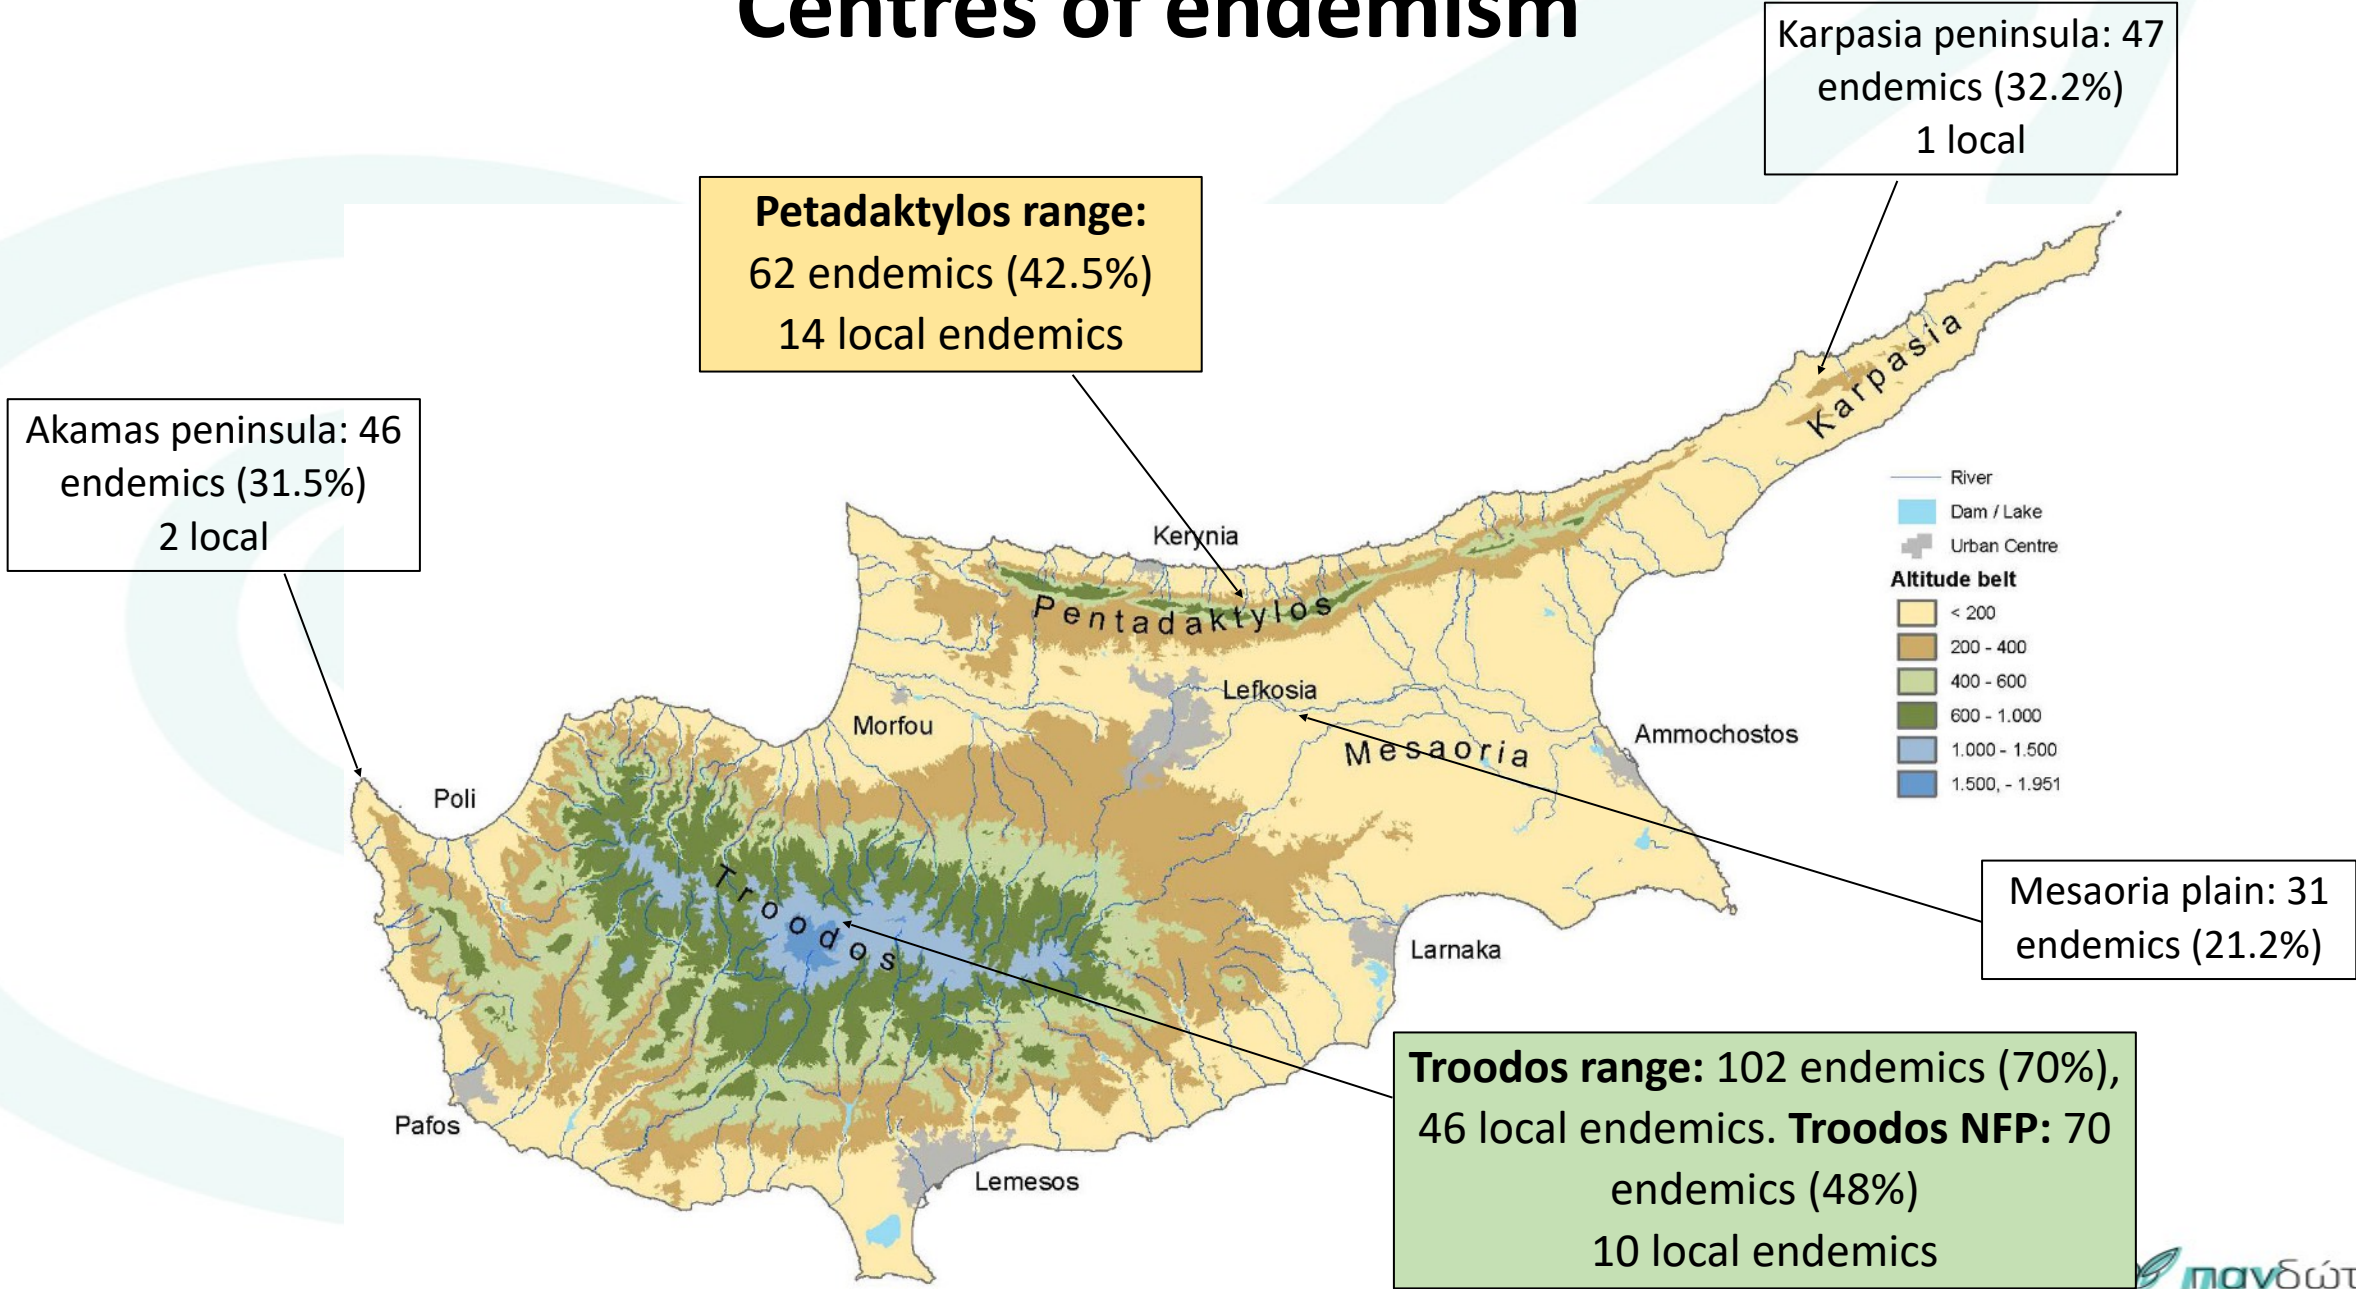 Centres of endemism
Karpasia peninsula: 47
endemics (32.2%)
1 local
Petadaktylos range:
62 endemics (42.5%)
14 local endemics
Akamas peninsula: 46
endemics (31.5%)
2 local
Karpasia
River
Dam / Lake
Urban Centre
Altitude belt
< 200
200 - 400
400 - 600
600 - 1.000
1.000 - 1.500
1.500, - 1.951
Kerynia
Pentadaktylos
Lefkosia
Morfou
Mesaoria
Ammochostos
Poli
Troodos
Larnaka
Pafos
Lemesos
Mesaoria plain: 31
endemics (21.2%)
Troodos range: 102 endemics (70%),
46 local endemics. Troodos NFP: 70
endemics (48%)
10 local endemics
πανδώτ